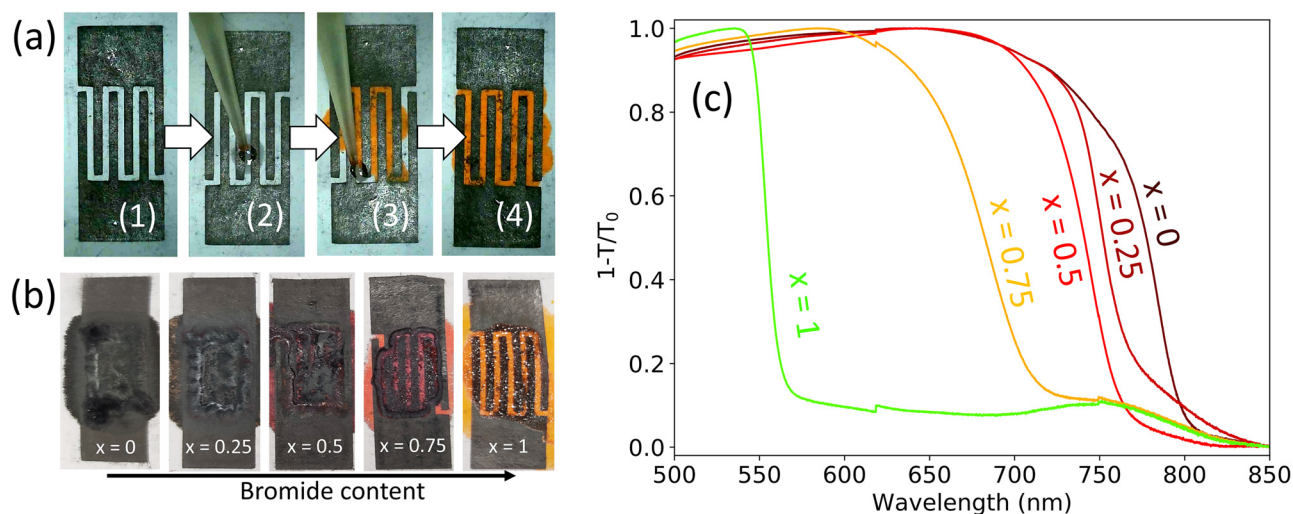 (a)
(1)
(2)
(3)
(4)
(b)
x = 0
x = 0.25
x = 0.5
x = 0.75
x = 1
Bromide content
(c)
1-T/T₀
1.0
0.8
0.6
0.4
0.2
0.0
x = 1
x = 0.75
x = 0.5
x = 0.25
x = 0
500 550 600 650 700 750 800 850
Wavelength (nm)